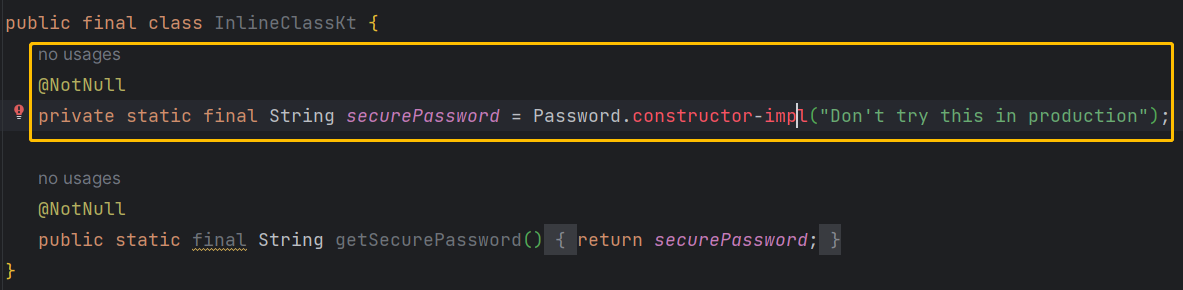 public final class InlineClassKt {
no usages
@NotNull
private static final String securePassword = Password.constructor-impl("Don't try this in production");
no usages
@NotNull
public static final String getSecurePassword() { return securePassword; }
}